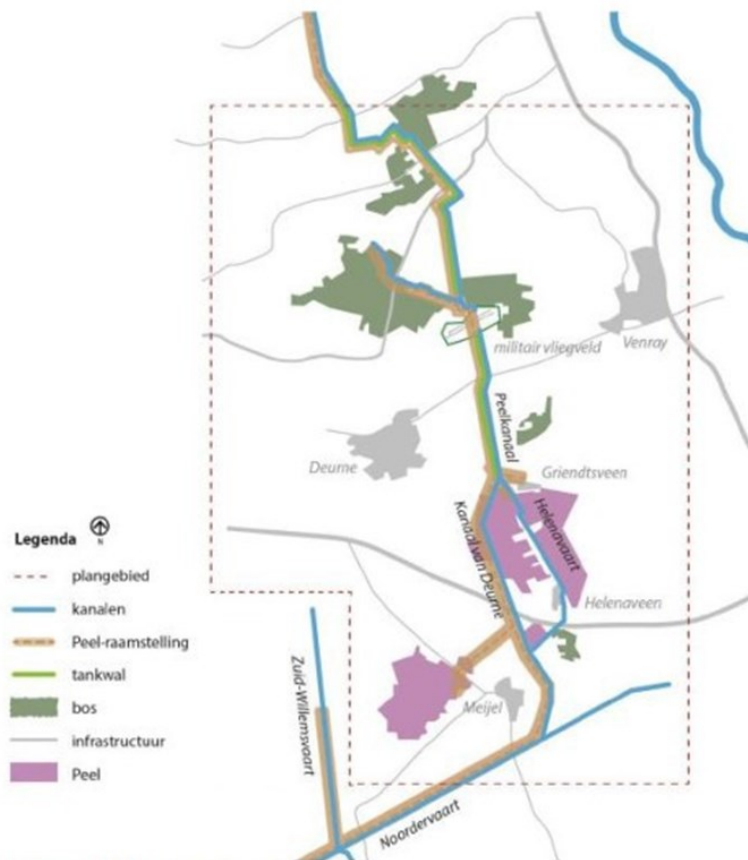 militair vliegveld
Venray
Peelkanaal
Deurne
Griendtsveen
Helenavaart
Kanaal van Deurne
Helenaveen
Meijel
Zuid-Willemsvaart
Noordervaart
Legenda
N
plangebied
kanalen
Peel-raamstelling
tankwal
bos
infrastructuur
Peel